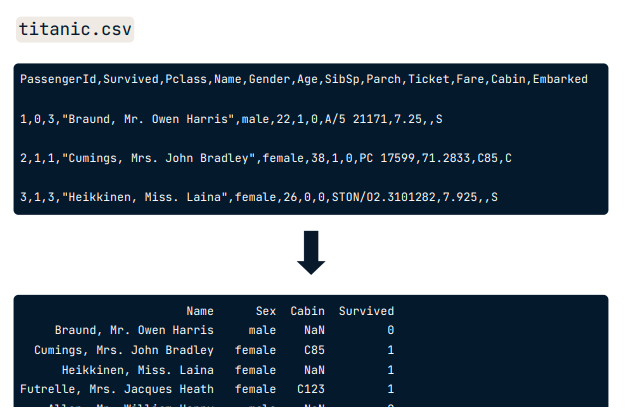 titanic.csv
PassengerId,Survived,Pclass,Name,Gender,Age,SibSp,Parch,Ticket,Fare,Cabin,Embarked
1,0,3,"Braund, Mr. Owen Harris",male,22,1,0,A/5 21171,7.25,,S
2,1,1,"Cumings, Mrs. John Bradley",female,38,1,0,PC 17599,71.2833,C85,C
3,1,3,"Heikkinen, Miss. Laina",female,26,0,0,STON/O2.3101282,7.925,,S
Name Sex Cabin Survived
Braund, Mr. Owen Harris male NaN 0
Cumings, Mrs. John Bradley female C85 1
Heikkinen, Miss. Laina female NaN 1
Futrelle, Mrs. Jacques Heath female C123 1